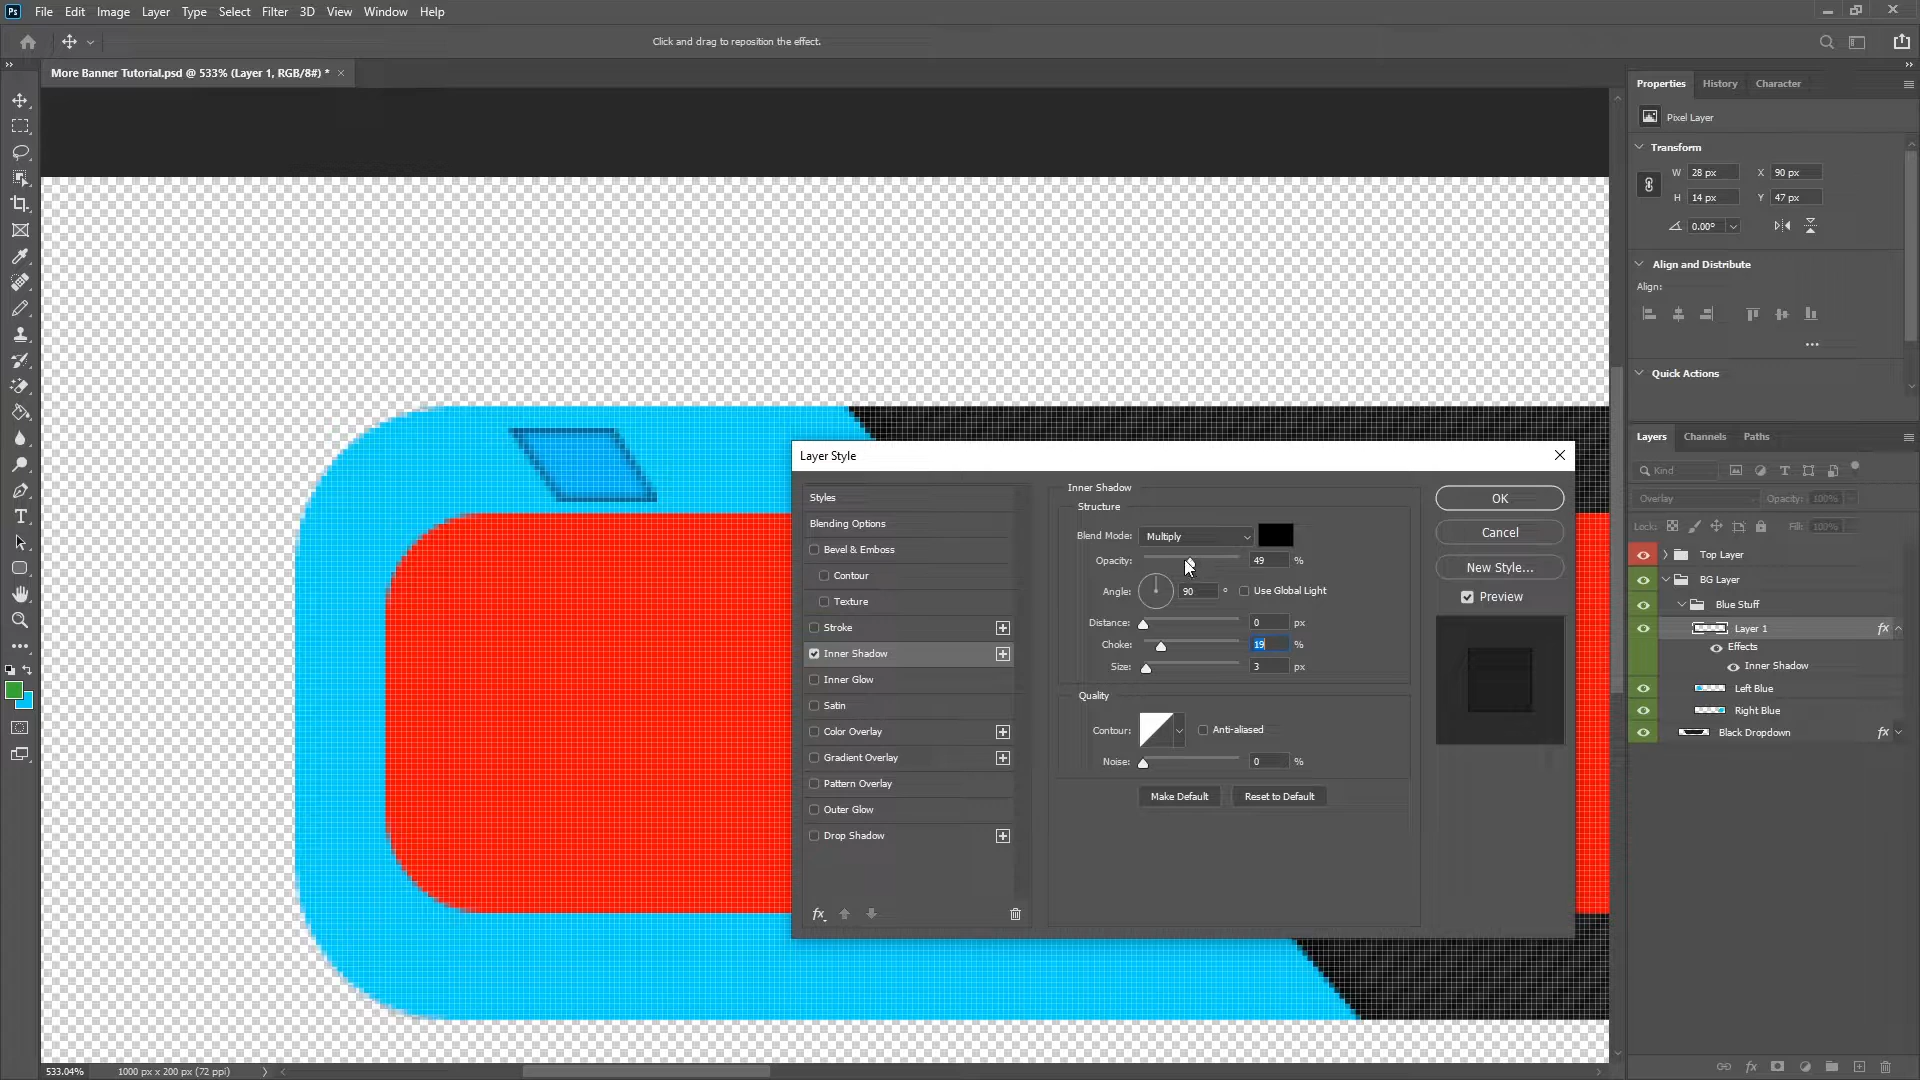 Ps File Edit Image Layer Type Select Filter 3D View Window Help
Click and drag to reposition the effect.
More Banner Tutorial.psd @ 533% (Layer 1, RGB/8#) *
Properties History Character
Pixel Layer
Transform
W 28 px X 90 px
H 14 px Y 47 px
0.00°
Align and Distribute
Align:
Quick Actions
Layers Channels Paths
Kind
Overlay Opacity: 100%
Lock: Fill: 100%
Top Layer
BG Layer
Blue Stuff
Layer 1 fx
Effects
Inner Shadow
Left Blue
Right Blue
Black Dropdown fx
Layer Style
Styles
Blending Options
Bevel & Emboss
Contour
Texture
Stroke
Inner Shadow
Inner Glow
Satin
Color Overlay
Gradient Overlay
Pattern Overlay
Outer Glow
Drop Shadow
fx
Inner Shadow
Structure
Blend Mode: Multiply
Opacity: 49 %
Angle: 90 ° Use Global Light
Distance: 0 px
Choke: 19 %
Size: 3 px
Quality
Contour: Anti-aliased
Noise: 0 %
Make Default Reset to Default
OK
Cancel
New Style...
Preview
533.04% 1000 px x 200 px (72 ppi)
fx